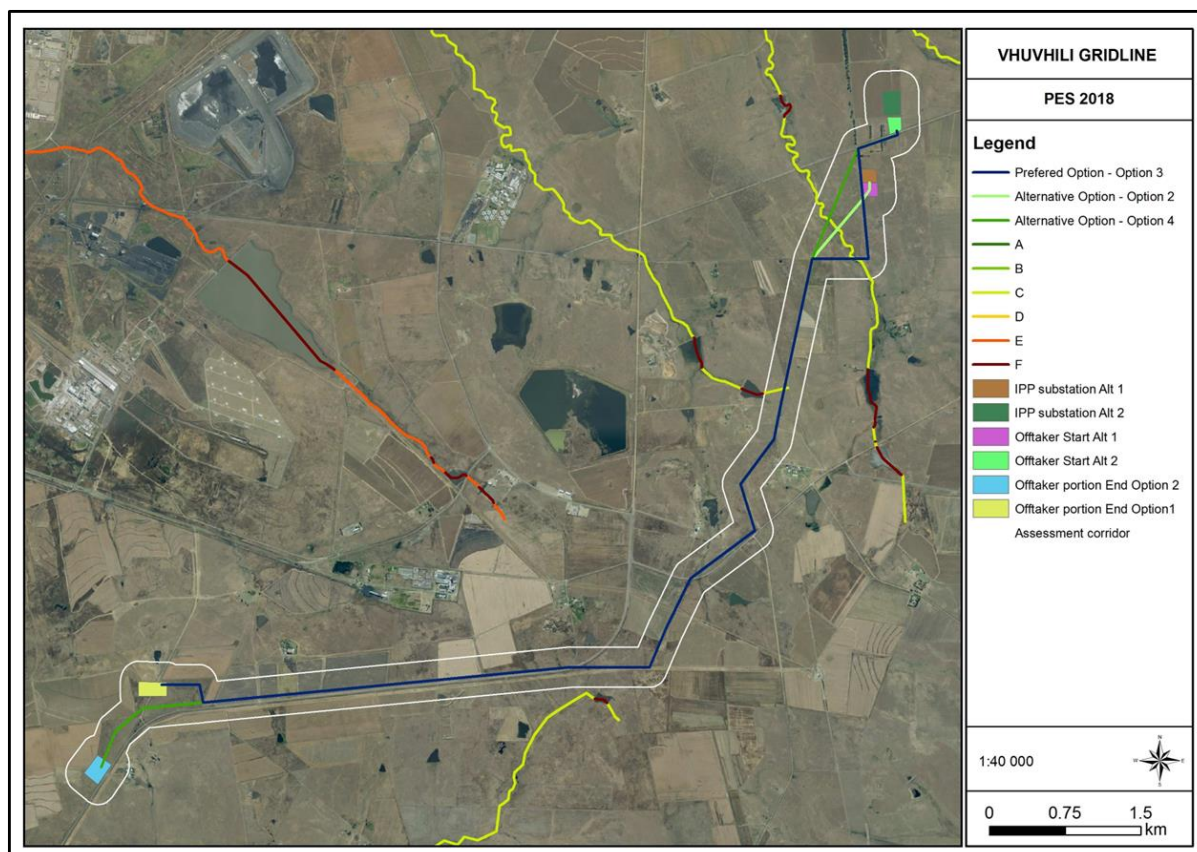 VHUVHILI GRIDLINE
PES 2018
Legend
Prefered Option - Option 3
Alternative Option - Option 2
Alternative Option - Option 4
A
B
C
D
E
F
IPP substation Alt 1
IPP substation Alt 2
Offtaker Start Alt 1
Offtaker Start Alt 2
Offtaker portion End Option 2
Offtaker portion End Option1
Assessment corridor
1:40 000
N
W E
S
0 0.75 1.5
km